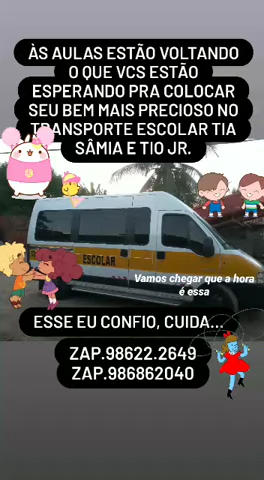 ÀS AULAS ESTÃO VOLTANDO
O QUE VCS ESTÃO
ESPERANDO PRA COLOCAR
SEU BEM MAIS PRECIOSO NO
TRANSPORTE ESCOLAR TIA
SÂMIA E TIO JR.
ESCOLAR
Vamos chegar que a hora
é essa
ESSE EU CONFIO, CUIDA...
ZAP.98622.2649
ZAP.986862040